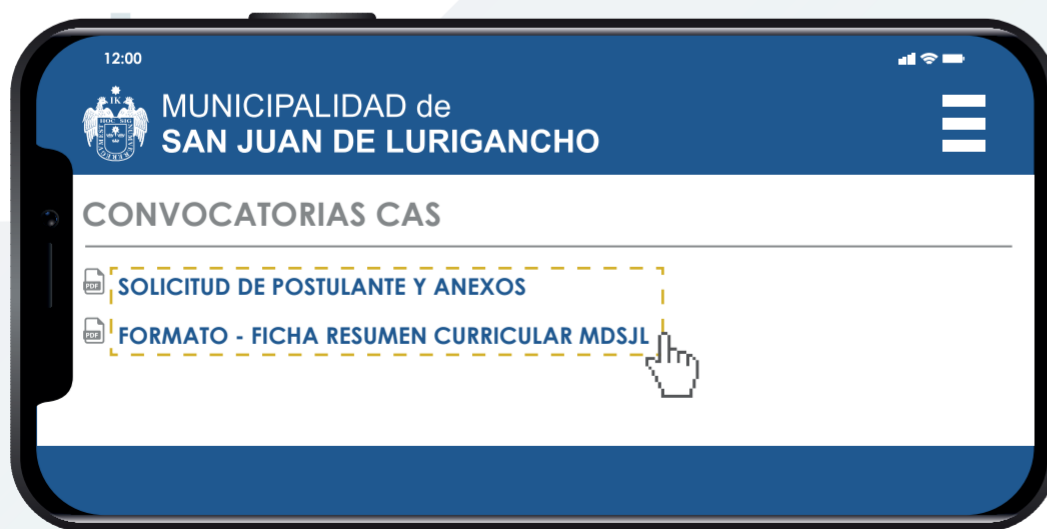 12:00
MUNICIPALIDAD de
SAN JUAN DE LURIGANCHO
CONVOCATORIAS CAS
PDF SOLICITUD DE POSTULANTE Y ANEXOS
PDF FORMATO - FICHA RESUMEN CURRICULAR MDSJL